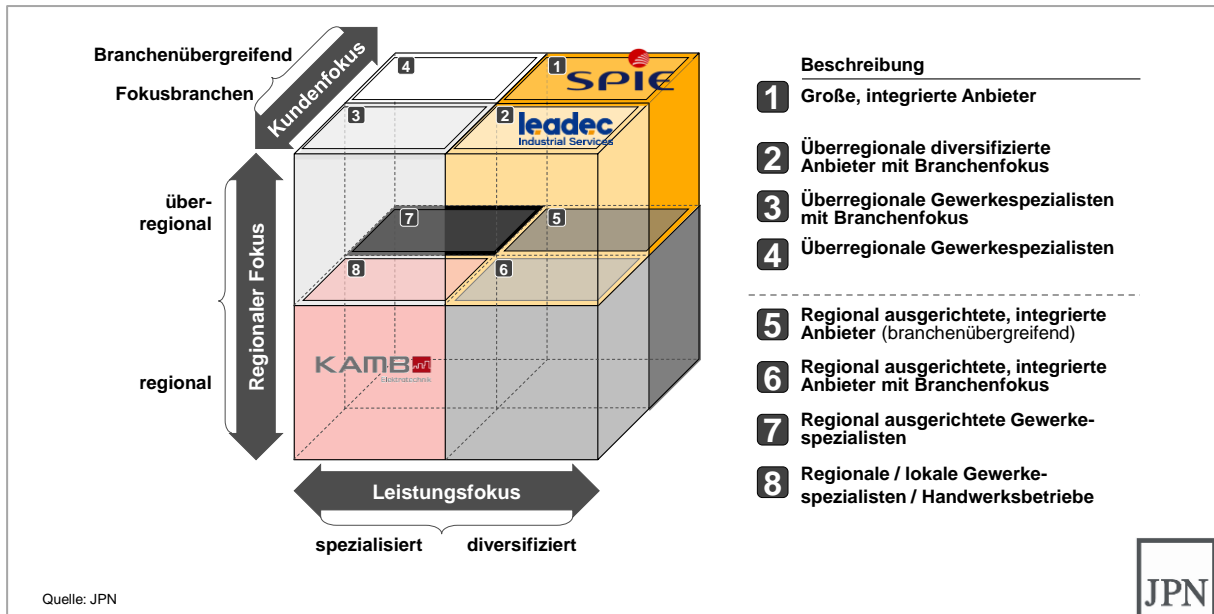 Branchenübergreifend
Fokusbranchen
Kundenfokus
4
1
SPIE
3
2
leadec
Industrial Services
über-
regional
7
5
8
6
Regionaler Fokus
regional
KAMB
Elektrotechnik
Leistungsfokus
spezialisiert
diversifiziert
Beschreibung
1 Große, integrierte Anbieter
2 Überregionale diversifizierte
Anbieter mit Branchenfokus
3 Überregionale Gewerkespezialisten
mit Branchenfokus
4 Überregionale Gewerkespezialisten
5 Regional ausgerichtete, integrierte
Anbieter (branchenübergreifend)
6 Regional ausgerichtete, integrierte
Anbieter mit Branchenfokus
7 Regional ausgerichtete Gewerke-
spezialisten
8 Regionale / lokale Gewerke-
spezialisten / Handwerksbetriebe
Quelle: JPN
JPN